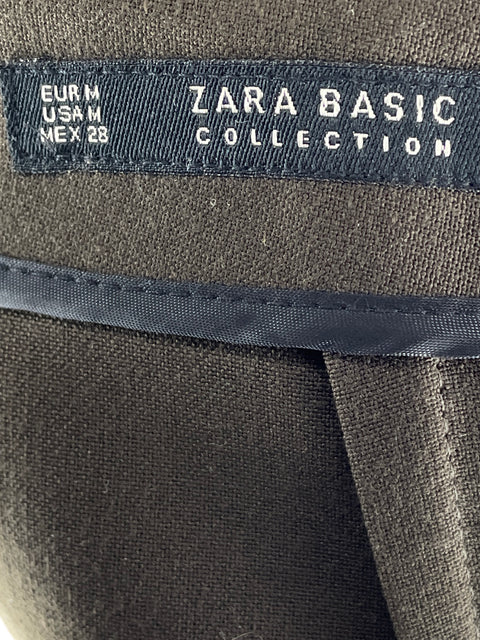 EUR M
USA M
MEX 28
ZARA BASIC
COLLECTION